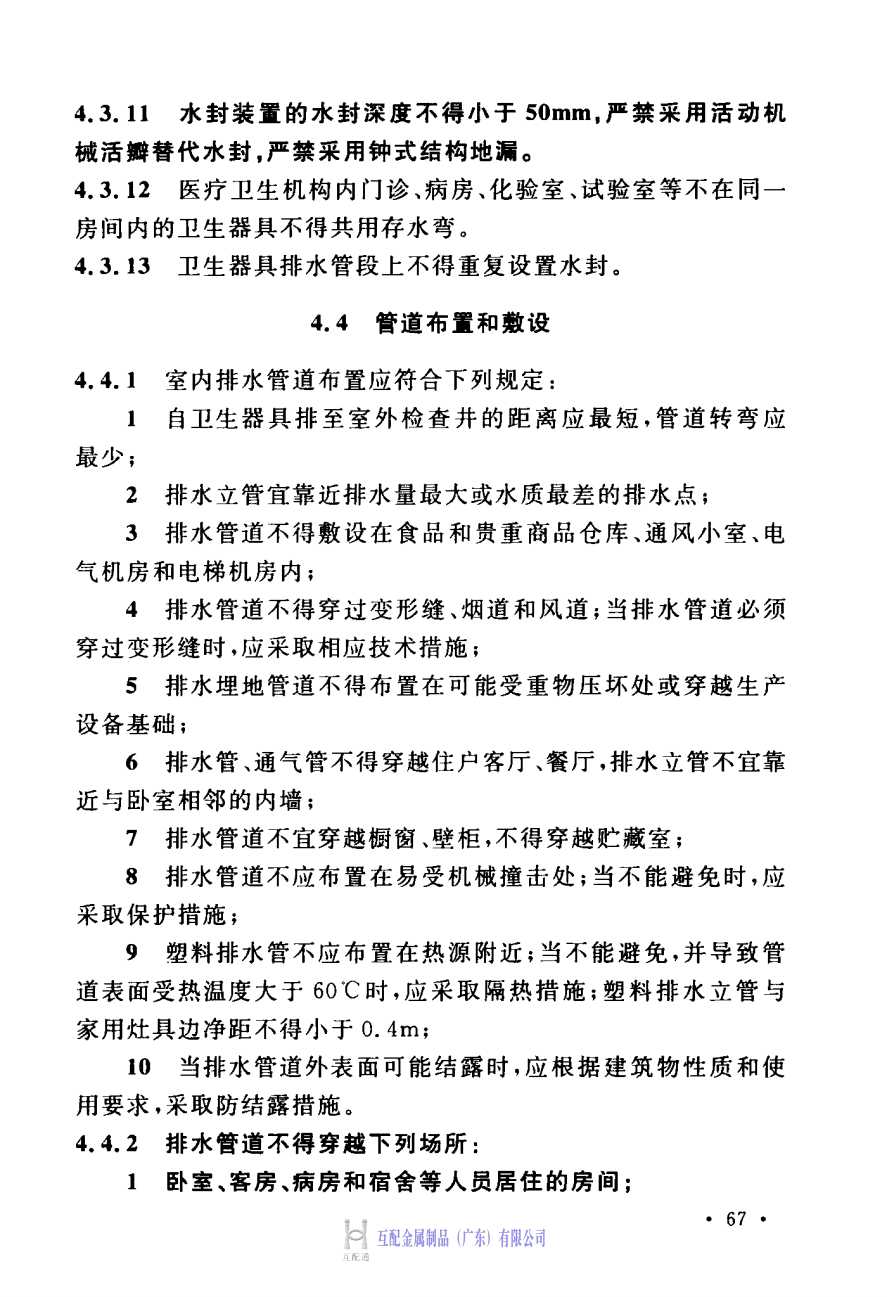 4.3.11 水封装置的水封深度不得小于 50mm,严禁采用活动机
械活瓣替代水封,严禁采用钟式结构地漏。
4.3.12 医疗卫生机构内门诊、病房、化验室、试验室等不在同一
房间内的卫生器具不得共用存水弯。
4.3.13 卫生器具排水管段上不得重复设置水封。
4.4 管道布置和敷设
4.4.1 室内排水管道布置应符合下列规定:
1 自卫生器具排至室外检查井的距离应最短,管道转弯应
最少;
2 排水立管宜靠近排水量最大或水质最差的排水点;
3 排水管道不得敷设在食品和贵重商品仓库、通风小室、电
气机房和电梯机房内;
4 排水管道不得穿过变形缝、烟道和风道;当排水管道必须
穿过变形缝时,应采取相应技术措施;
5 排水埋地管道不得布置在可能受重物压坏处或穿越生产
设备基础;
6 排水管、通气管不得穿越住户客厅、餐厅,排水立管不宜靠
近与卧室相邻的内墙;
7 排水管道不宜穿越橱窗、壁柜,不得穿越贮藏室;
8 排水管道不应布置在易受机械撞击处;当不能避免时,应
采取保护措施;
9 塑料排水管不应布置在热源附近;当不能避免,并导致管
道表面受热温度大于 60℃时,应采取隔热措施;塑料排水立管与
家用灶具边净距不得小于 0.4m;
10 当排水管道外表面可能结露时,应根据建筑物性质和使
用要求,采取防结露措施。
4.4.2 排水管道不得穿越下列场所:
1 卧室、客房、病房和宿舍等人员居住的房间;
• 67 •
互配金属制品(广东)有限公司
互配通